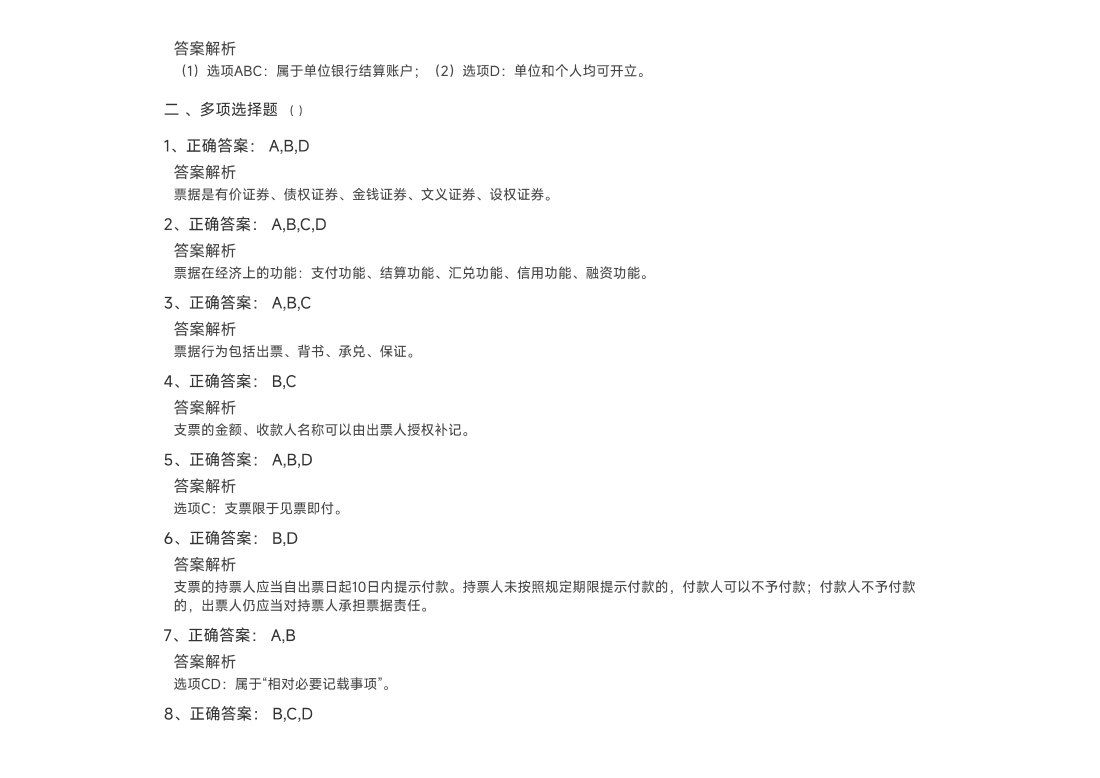 答案解析
（1）选项ABC：属于单位银行结算账户；（2）选项D：单位和个人均可开立。
二 、多项选择题 （ ）
1、正确答案： A,B,D
答案解析
票据是有价证券、债权证券、金钱证券、文义证券、设权证券。
2、正确答案： A,B,C,D
答案解析
票据在经济上的功能：支付功能、结算功能、汇兑功能、信用功能、融资功能。
3、正确答案： A,B,C
答案解析
票据行为包括出票、背书、承兑、保证。
4、正确答案： B,C
答案解析
支票的金额、收款人名称可以由出票人授权补记。
5、正确答案： A,B,D
答案解析
选项C：支票限于见票即付。
6、正确答案： B,D
答案解析
支票的持票人应当自出票日起10日内提示付款。持票人未按照规定期限提示付款的，付款人可以不予付款；付款人不予付款
的，出票人仍应当对持票人承担票据责任。
7、正确答案： A,B
答案解析
选项CD：属于“相对必要记载事项”。
8、正确答案： B,C,D